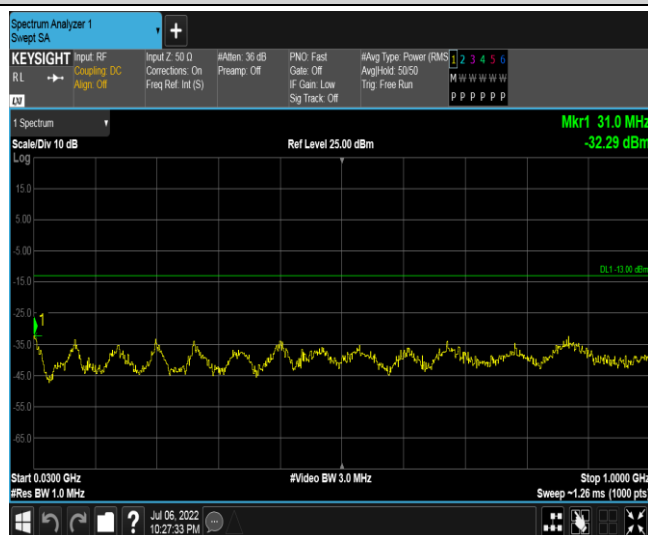 Spectrum Analyzer 1
Swept SA
+
KEYSIGHT
RL
LXI
Input: RF
Coupling: DC
Align: Off
Input Z: 50 Ω
Corrections: On
Freq Ref: Int (S)
#Atten: 36 dB
Preamp: Off
PNO: Fast
Gate: Off
IF Gain: Low
Sig Track: Off
#Avg Type: Power (RMS
Avg|Hold: 50/50
Trig: Free Run
1 2 3 4 5 6
M W W W W W
P P P P P P
1 Spectrum
Mkr1 31.0 MHz
Scale/Div 10 dB
Ref Level 25.00 dBm
-32.29 dBm
Log
15.0
5.00
-5.00
DL1 -13.00 dBm
-15.0
-25.0
1
-35.0
-45.0
-55.0
-65.0
Start 0.0300 GHz
#Video BW 3.0 MHz
Stop 1.0000 GHz
#Res BW 1.0 MHz
Sweep ~1.26 ms (1000 pts)
?
Jul 06, 2022
10:27:33 PM